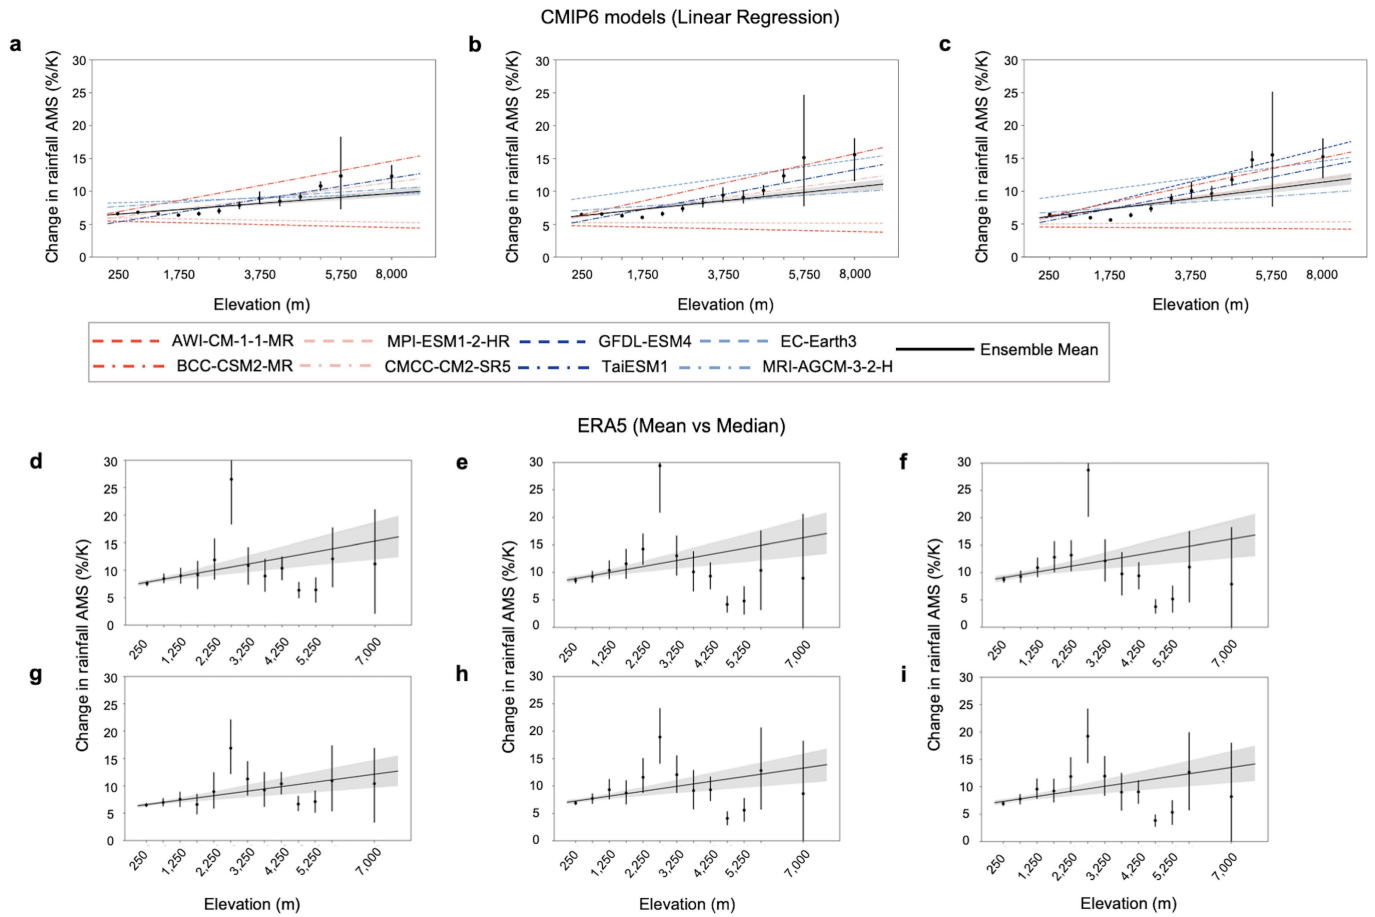 CMIP6 models (Linear Regression)
a
b
c
Change in rainfall AMS (%/K)
30
25
20
15
10
5
0
250 1,750 3,750 5,750 8,000
Elevation (m)
Change in rainfall AMS (%/K)
30
25
20
15
10
5
0
250 1,750 3,750 5,750 8,000
Elevation (m)
Change in rainfall AMS (%/K)
30
25
20
15
10
5
0
250 1,750 3,750 5,750 8,000
Elevation (m)
AWI-CM-1-1-MR MPI-ESM1-2-HR GFDL-ESM4 EC-Earth3
BCC-CSM2-MR CMCC-CM2-SR5 TaiESM1 MRI-AGCM-3-2-H
Ensemble Mean
ERA5 (Mean vs Median)
d
30
25
20
15
10
5
0
250 1,250 2,250 3,250 4,250 5,250 7,000
e
30
25
20
15
10
5
0
250 1,250 2,250 3,250 4,250 5,250 7,000
f
30
25
20
15
10
5
0
250 1,250 2,250 3,250 4,250 5,250 7,000
Change in rainfall AMS (%/K)
Change in rainfall AMS (%/K)
Change in rainfall AMS (%/K)
g
30
25
20
15
10
5
0
250 1,250 2,250 3,250 4,250 5,250 7,000
Elevation (m)
h
30
25
20
15
10
5
0
250 1,250 2,250 3,250 4,250 5,250 7,000
Elevation (m)
i
30
25
20
15
10
5
0
250 1,250 2,250 3,250 4,250 5,250 7,000
Elevation (m)